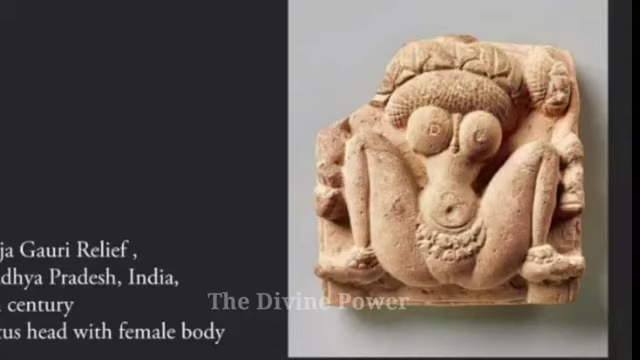 ja Gauri Relief ,
dhya Pradesh, India,
century
tus head with female body
The Divine Power